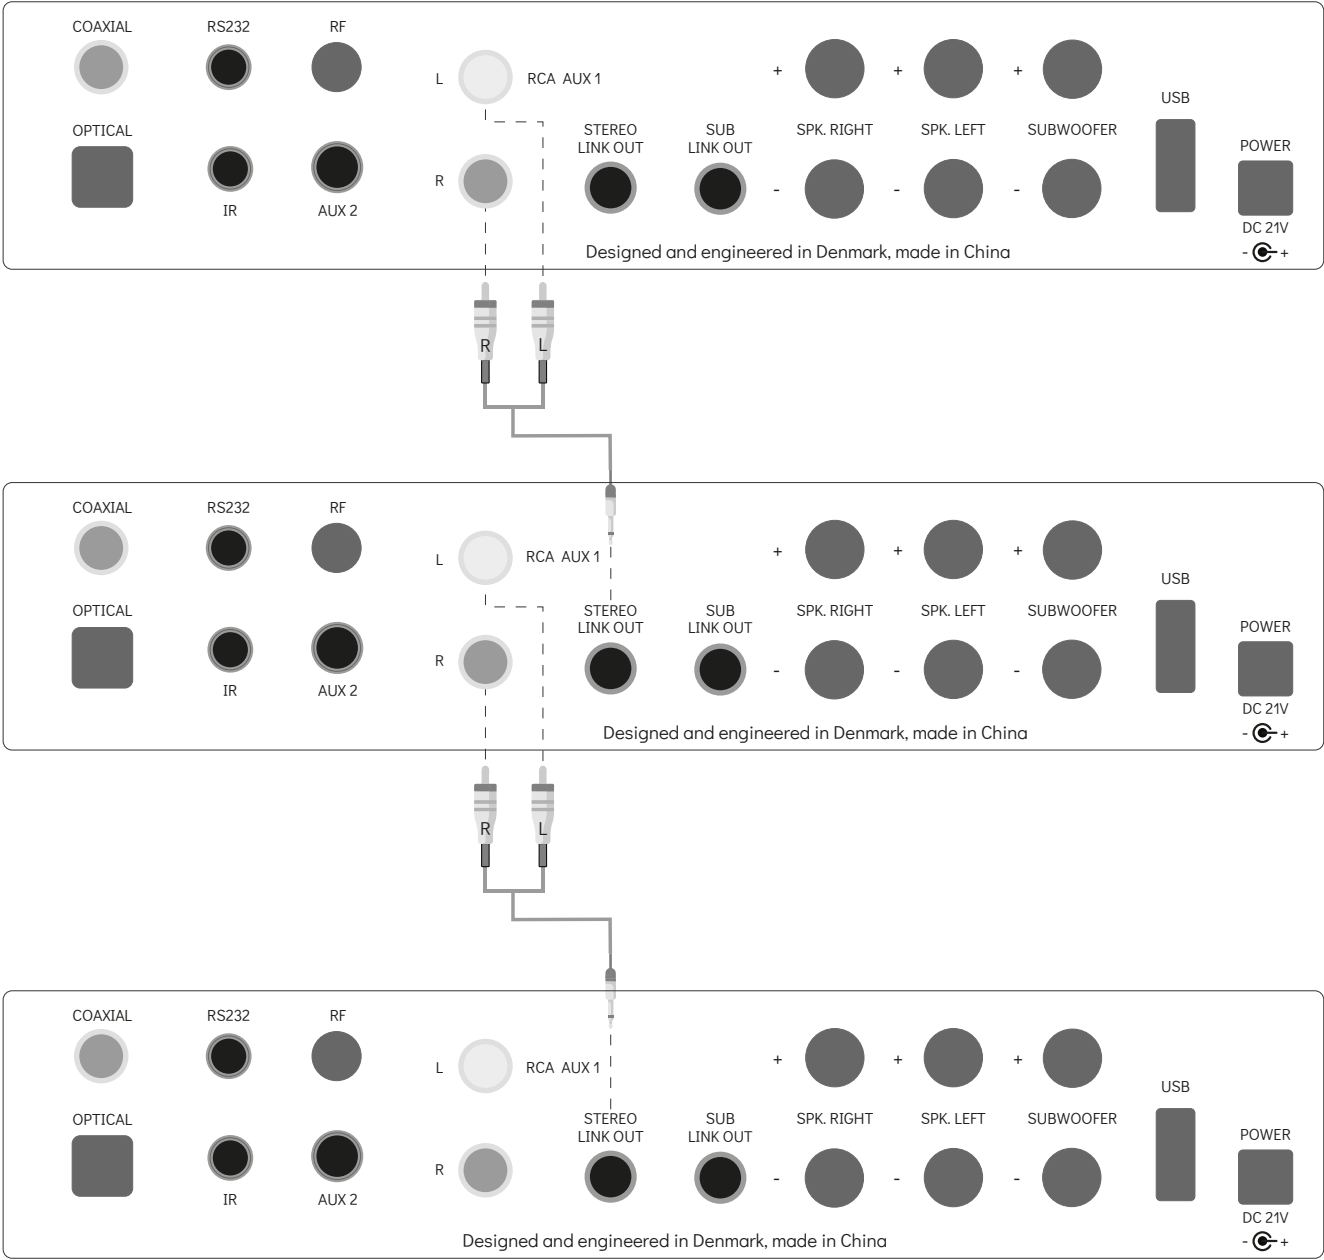 COAXIAL RS232 RF
L RCA AUX 1 + + +
USB
OPTICAL STEREO SUB SPK. RIGHT SPK. LEFT SUBWOOFER
LINK OUT LINK OUT POWER
R - - -
IR AUX 2
DC 21V
Designed and engineered in Denmark, made in China - +
R L
COAXIAL RS232 RF
L RCA AUX 1 + + +
USB
OPTICAL STEREO SUB SPK. RIGHT SPK. LEFT SUBWOOFER
LINK OUT LINK OUT POWER
R - - -
IR AUX 2
DC 21V
Designed and engineered in Denmark, made in China - +
R L
COAXIAL RS232 RF
L RCA AUX 1 + + +
USB
OPTICAL STEREO SUB SPK. RIGHT SPK. LEFT SUBWOOFER
LINK OUT LINK OUT POWER
R - - -
IR AUX 2
DC 21V
Designed and engineered in Denmark, made in China - +